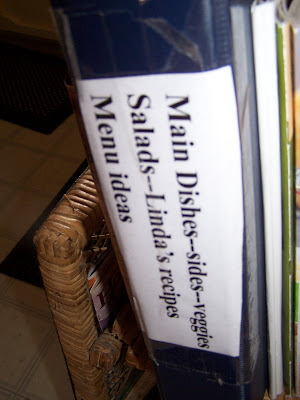 Main Dishes--sides--veggies
Salads--Linda's recipes
Menu ideas